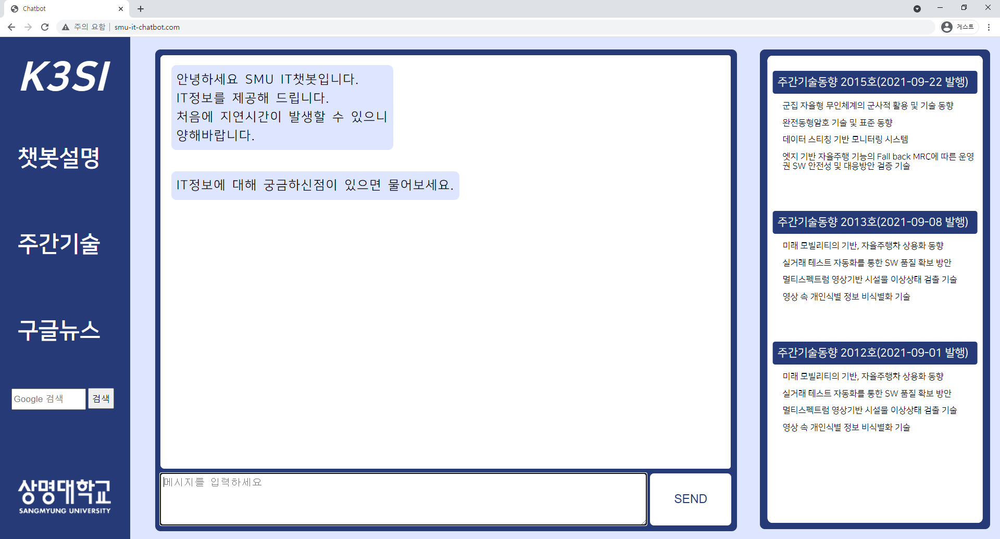 Chatbot
주의 요함
smu-it-chatbot.com
게스트
K3SI
챗봇설명
주간기술
구글뉴스
Google 검색
검색
상명대학교
SANGMYUNG UNIVERSITY
안녕하세요 SMU IT챗봇입니다.
IT정보를 제공해 드립니다.
처음에 지연시간이 발생할 수 있으니
양해바랍니다.
IT정보에 대해 궁금하신점이 있으면 물어보세요.
메시지를 입력하세요
SEND
주간기술동향 2015호(2021-09-22 발행)
군집 자율형 무인체계의 군사적 활용 및 기술 동향
완전동형암호 기술 및 표준 동향
데이터 스티칭 기반 모니터링 시스템
엣지 기반 자율주행 기능의 Fall back MRC에 따른 운영
권 SW 안전성 및 대응방안 검증 기술
주간기술동향 2013호(2021-09-08 발행)
미래 모빌리티의 기반, 자율주행차 상용화 동향
실거래 테스트 자동화를 통한 SW 품질 확보 방안
멀티스펙트럼 영상기반 시설물 이상상태 검출 기술
영상 속 개인식별 정보 비식별화 기술
주간기술동향 2012호(2021-09-01 발행)
미래 모빌리티의 기반, 자율주행차 상용화 동향
실거래 테스트 자동화를 통한 SW 품질 확보 방안
멀티스펙트럼 영상기반 시설물 이상상태 검출 기술
영상 속 개인식별 정보 비식별화 기술